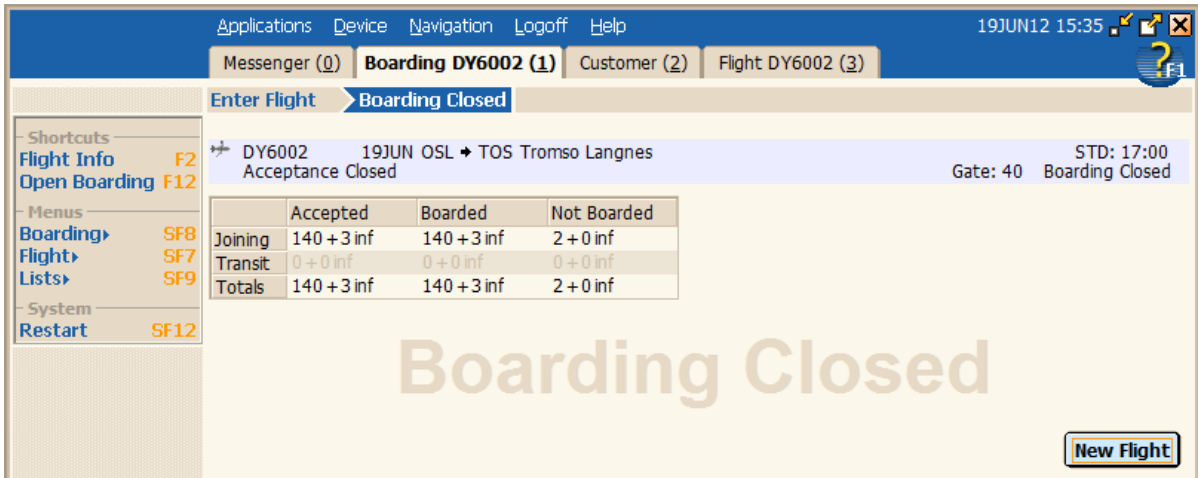 Applications Device Navigation Logoff Help 19JUN12 15:35
Messenger (0) Boarding DY6002 (1) Customer (2) Flight DY6002 (3) ?F1
Enter Flight Boarding Closed
Shortcuts
Flight Info F2
Open Boarding F12
Menus
Boarding SF8
Flight SF7
Lists SF9
System
Restart SF12
DY6002 19JUN OSL → TOS Tromso Langnes STD: 17:00
Acceptance Closed Gate: 40 Boarding Closed
Accepted Boarded Not Boarded
Joining 140 + 3 inf 140 + 3 inf 2 + 0 inf
Transit 0 + 0 inf 0 + 0 inf 0 + 0 inf
Totals 140 + 3 inf 140 + 3 inf 2 + 0 inf
Boarding Closed
New Flight